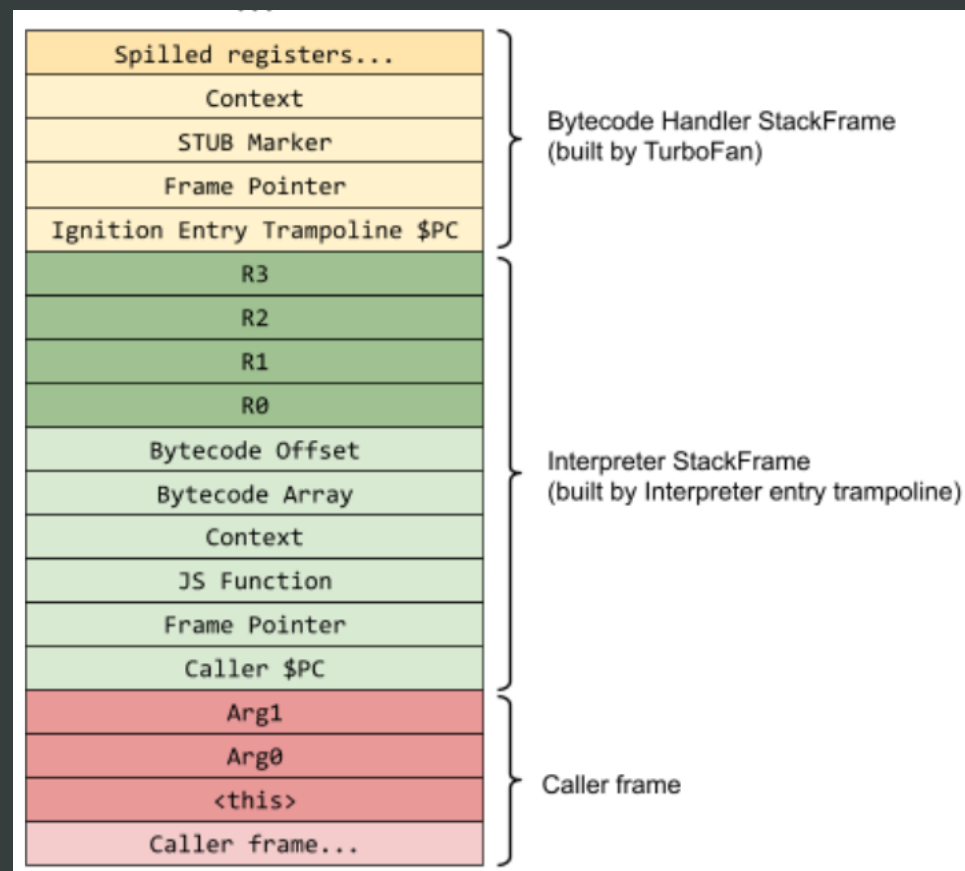 Spilled registers...
Context
STUB Marker
Frame Pointer
Ignition Entry Trampoline $PC
Bytecode Handler StackFrame
(built by TurboFan)
R3
R2
R1
R0
Bytecode Offset
Bytecode Array
Context
JS Function
Frame Pointer
Caller $PC
Interpreter StackFrame
(built by Interpreter entry trampoline)
Arg1
Arg0
<this>
Caller frame...
Caller frame